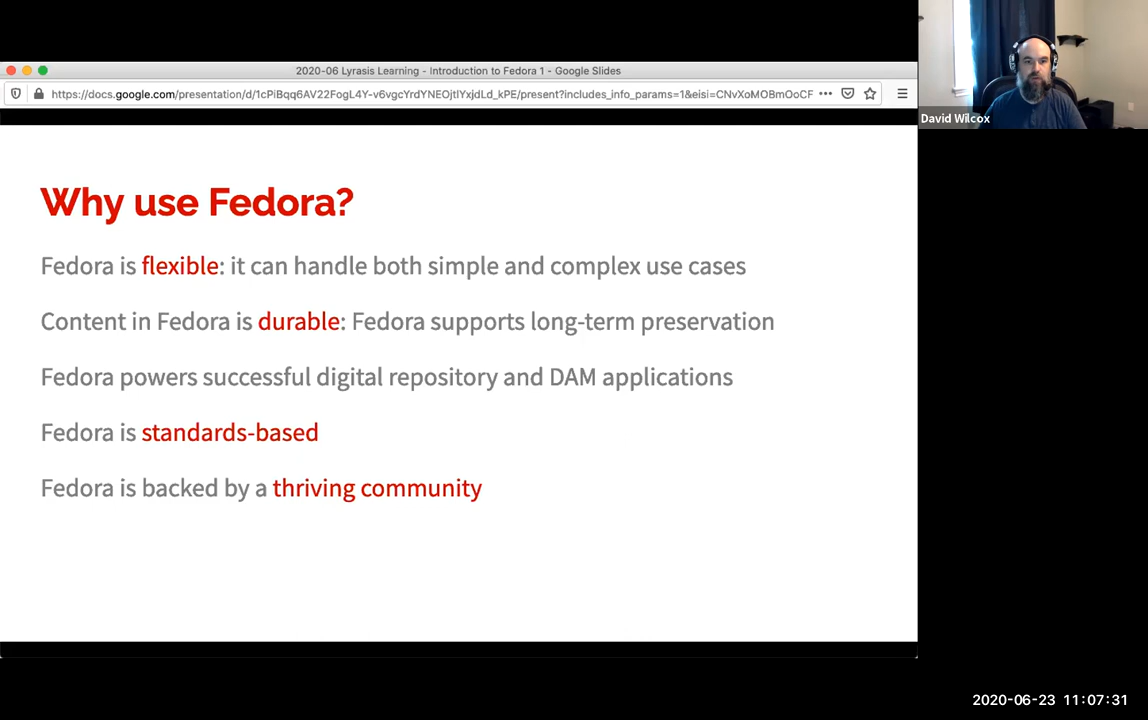 2020-06 Lyrasis Learning - Introduction to Fedora 1 - Google Slides
https://docs.google.com/presentation/d/1cPiBqq6AV22FogL4Y-v6vgcYrdYNEOjtlYxjdLd_kPE/present?includes_info_params=1&eisi=CNvXoMOBmOoCF
David Wilcox
Why use Fedora?
Fedora is flexible: it can handle both simple and complex use cases
Content in Fedora is durable: Fedora supports long-term preservation
Fedora powers successful digital repository and DAM applications
Fedora is standards-based
Fedora is backed by a thriving community
2020-06-23 11:07:31